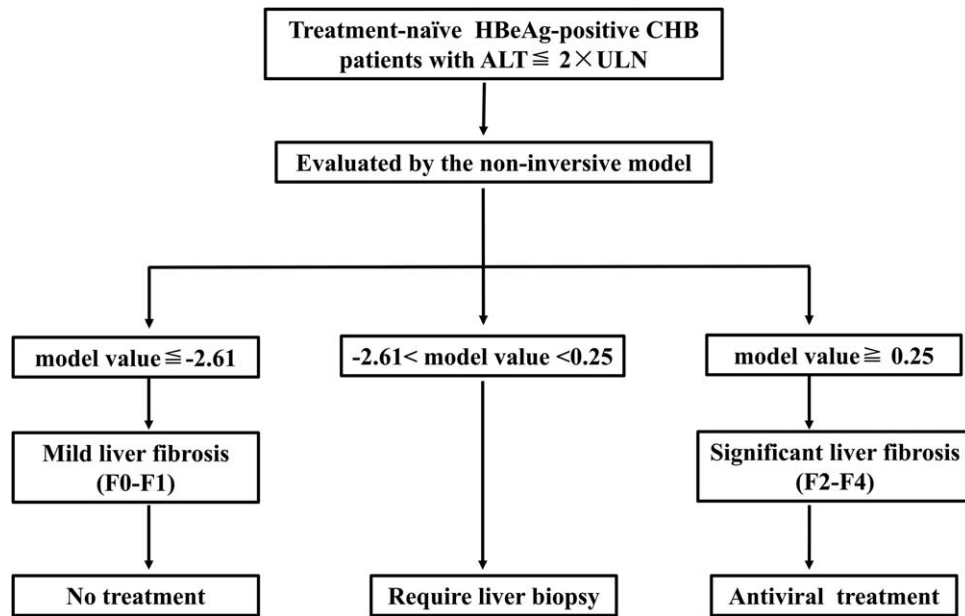 Treatment-naïve HBeAg-positive CHB
patients with ALT≦ 2×ULN
Evaluated by the non-inversive model
model value≦-2.61
-2.61< model value <0.25
model value≧ 0.25
Mild liver fibrosis
(F0-F1)
Significant liver fibrosis
(F2-F4)
No treatment
Require liver biopsy
Antiviral treatment